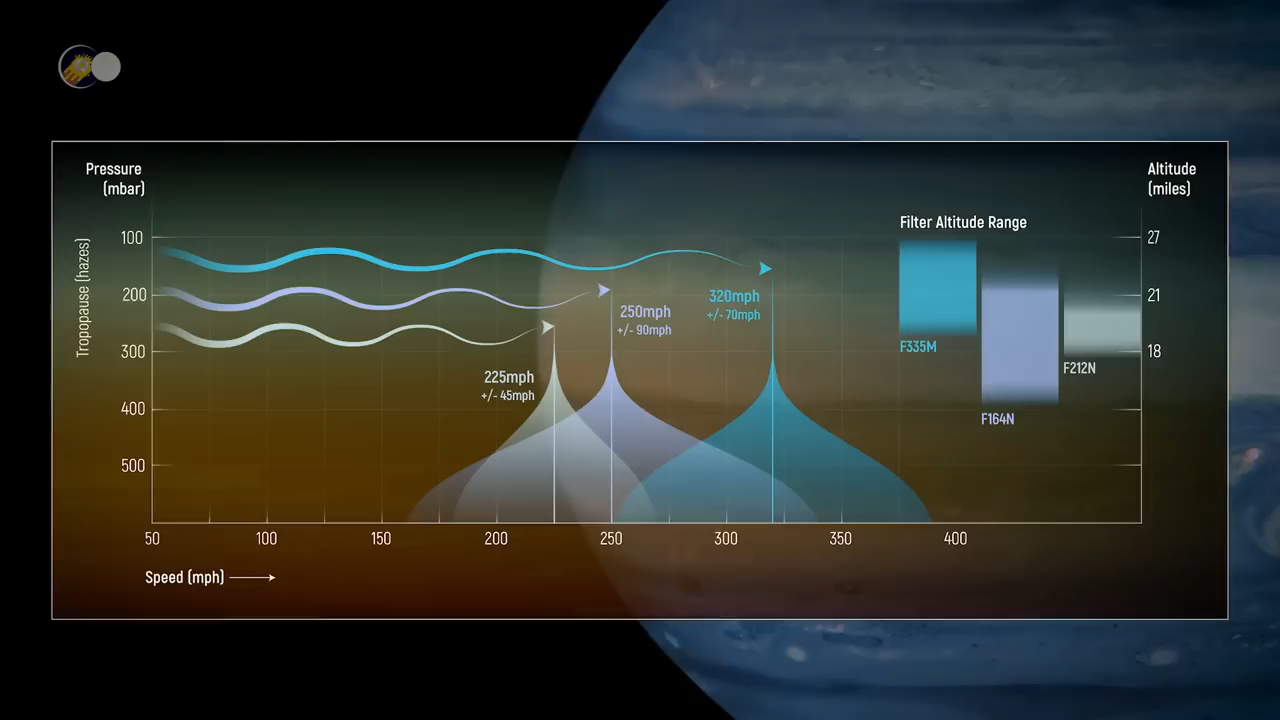 Pressure
(mbar)
Altitude
(miles)
Filter Altitude Range
Tropopause (hazes)
100
200
300
400
500
27
21
18
320mph
+/- 70mph
250mph
+/- 90mph
225mph
+/- 45mph
F335M
F212N
F164N
50
100
150
200
250
300
350
400
Speed (mph)